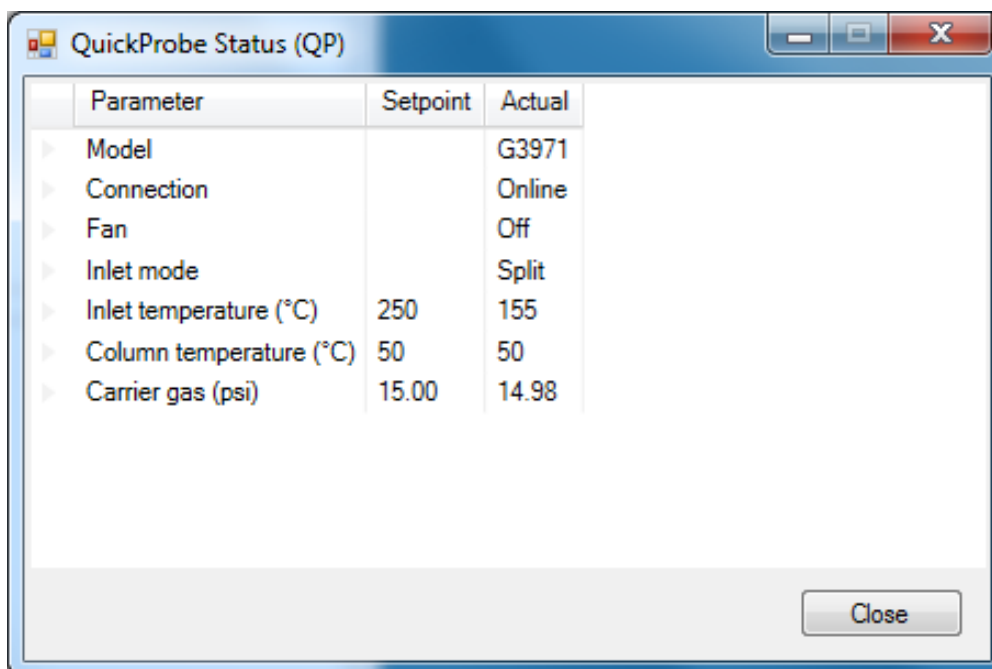 QuickProbe Status (QP)
Parameter Setpoint Actual
Model G3971
Connection Online
Fan Off
Inlet mode Split
Inlet temperature (°C) 250 155
Column temperature (°C) 50 50
Carrier gas (psi) 15.00 14.98
Close